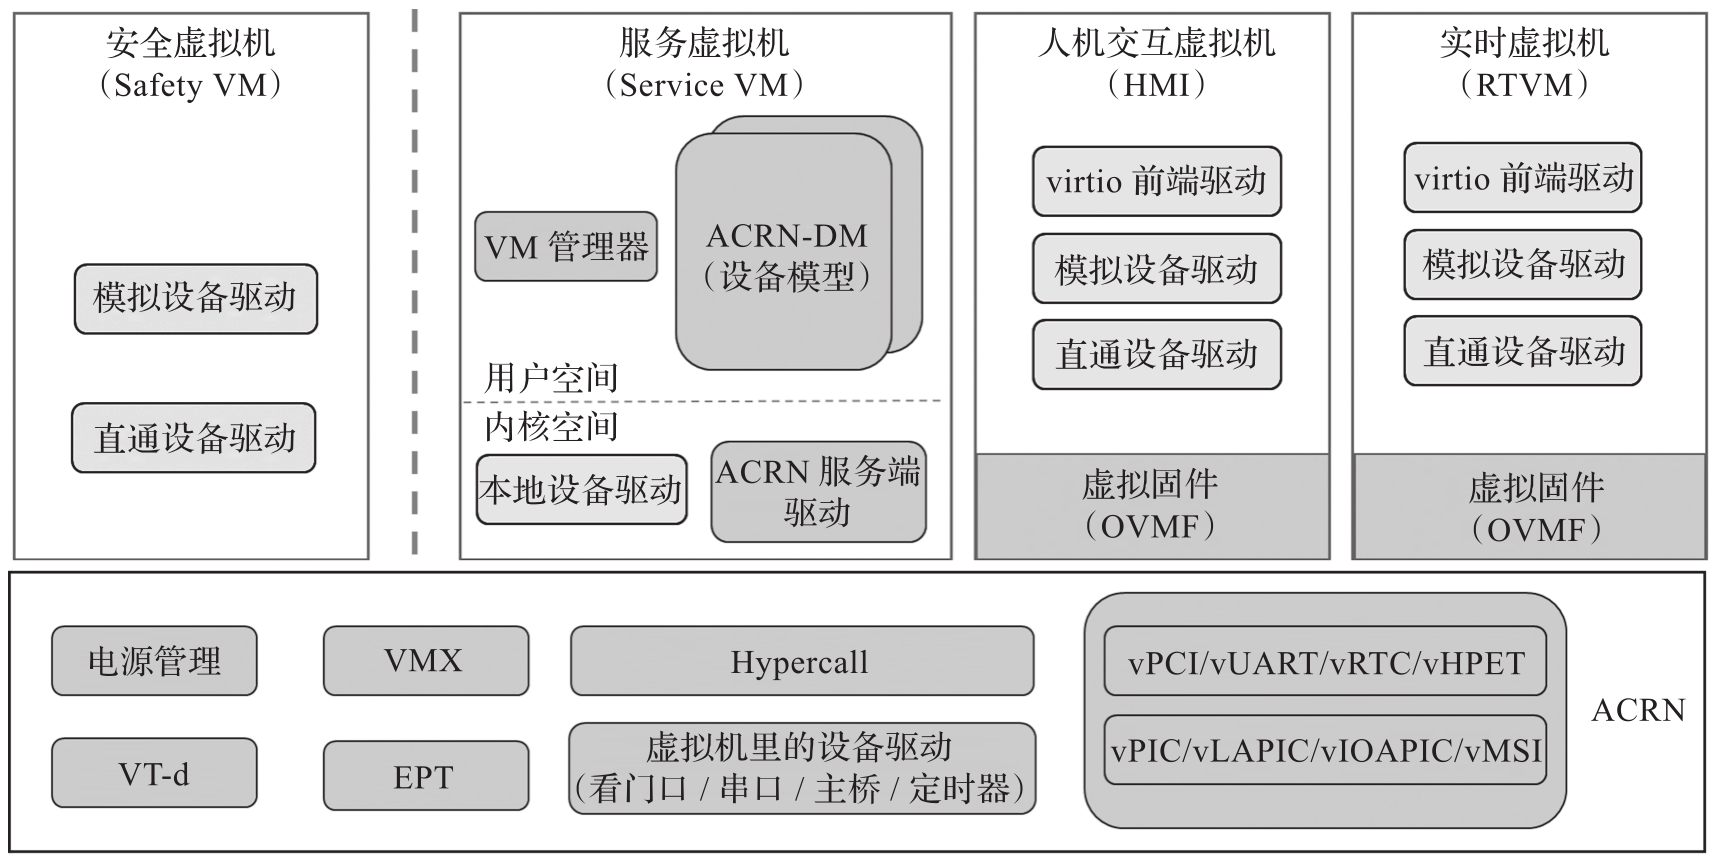 安全虚拟机
（Safety VM）
模拟设备驱动
直通设备驱动
服务虚拟机
（Service VM）
VM 管理器
ACRN-DM
（设备模型）
用户空间
内核空间
本地设备驱动
ACRN 服务端
驱动
人机交互虚拟机
（HMI）
virtio 前端驱动
模拟设备驱动
直通设备驱动
虚拟固件
（OVMF）
实时虚拟机
（RTVM）
virtio 前端驱动
模拟设备驱动
直通设备驱动
虚拟固件
（OVMF）
电源管理
VMX
Hypercall
vPCI/vUART/vRTC/vHPET
VT-d
EPT
虚拟机里的设备驱动
（看门口 / 串口 / 主桥 / 定时器）
vPIC/vLAPIC/vIOAPIC/vMSI
ACRN